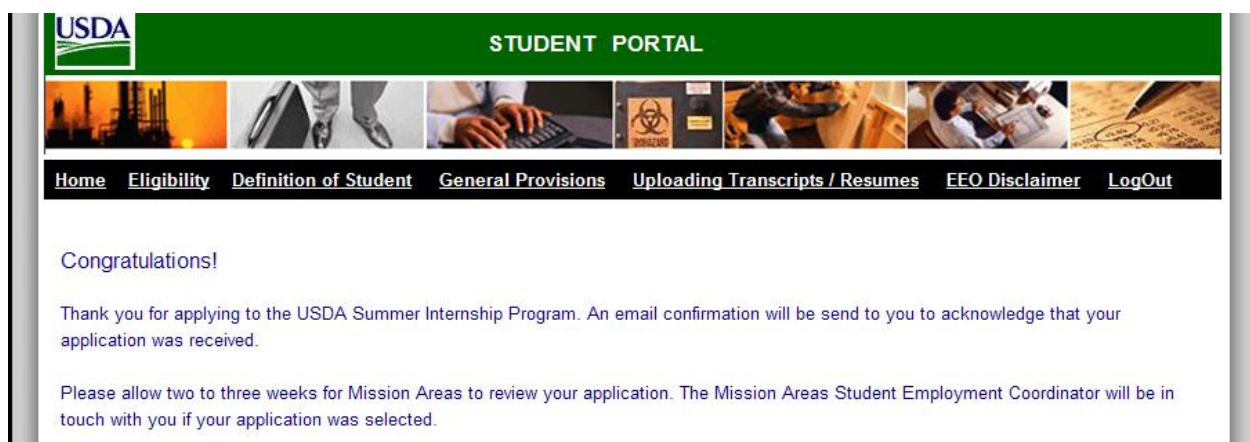 USDA
STUDENT PORTAL
BIOHAZARD
Home Eligibility Definition of Student General Provisions Uploading Transcripts / Resumes EEO Disclaimer LogOut
Congratulations!
Thank you for applying to the USDA Summer Internship Program. An email confirmation will be send to you to acknowledge that your
application was received.
Please allow two to three weeks for Mission Areas to review your application. The Mission Areas Student Employment Coordinator will be in
touch with you if your application was selected.